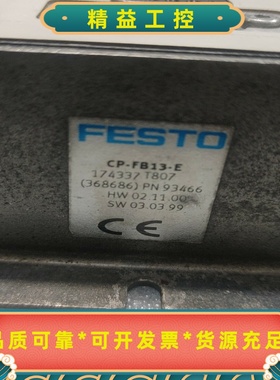 精益工控
FESTO
CP-FB13-E
174337 T807
(368686) PN 93466
HW 02.11.00
SW 03.03.99
CE
品质可靠*可开发票*货源充足